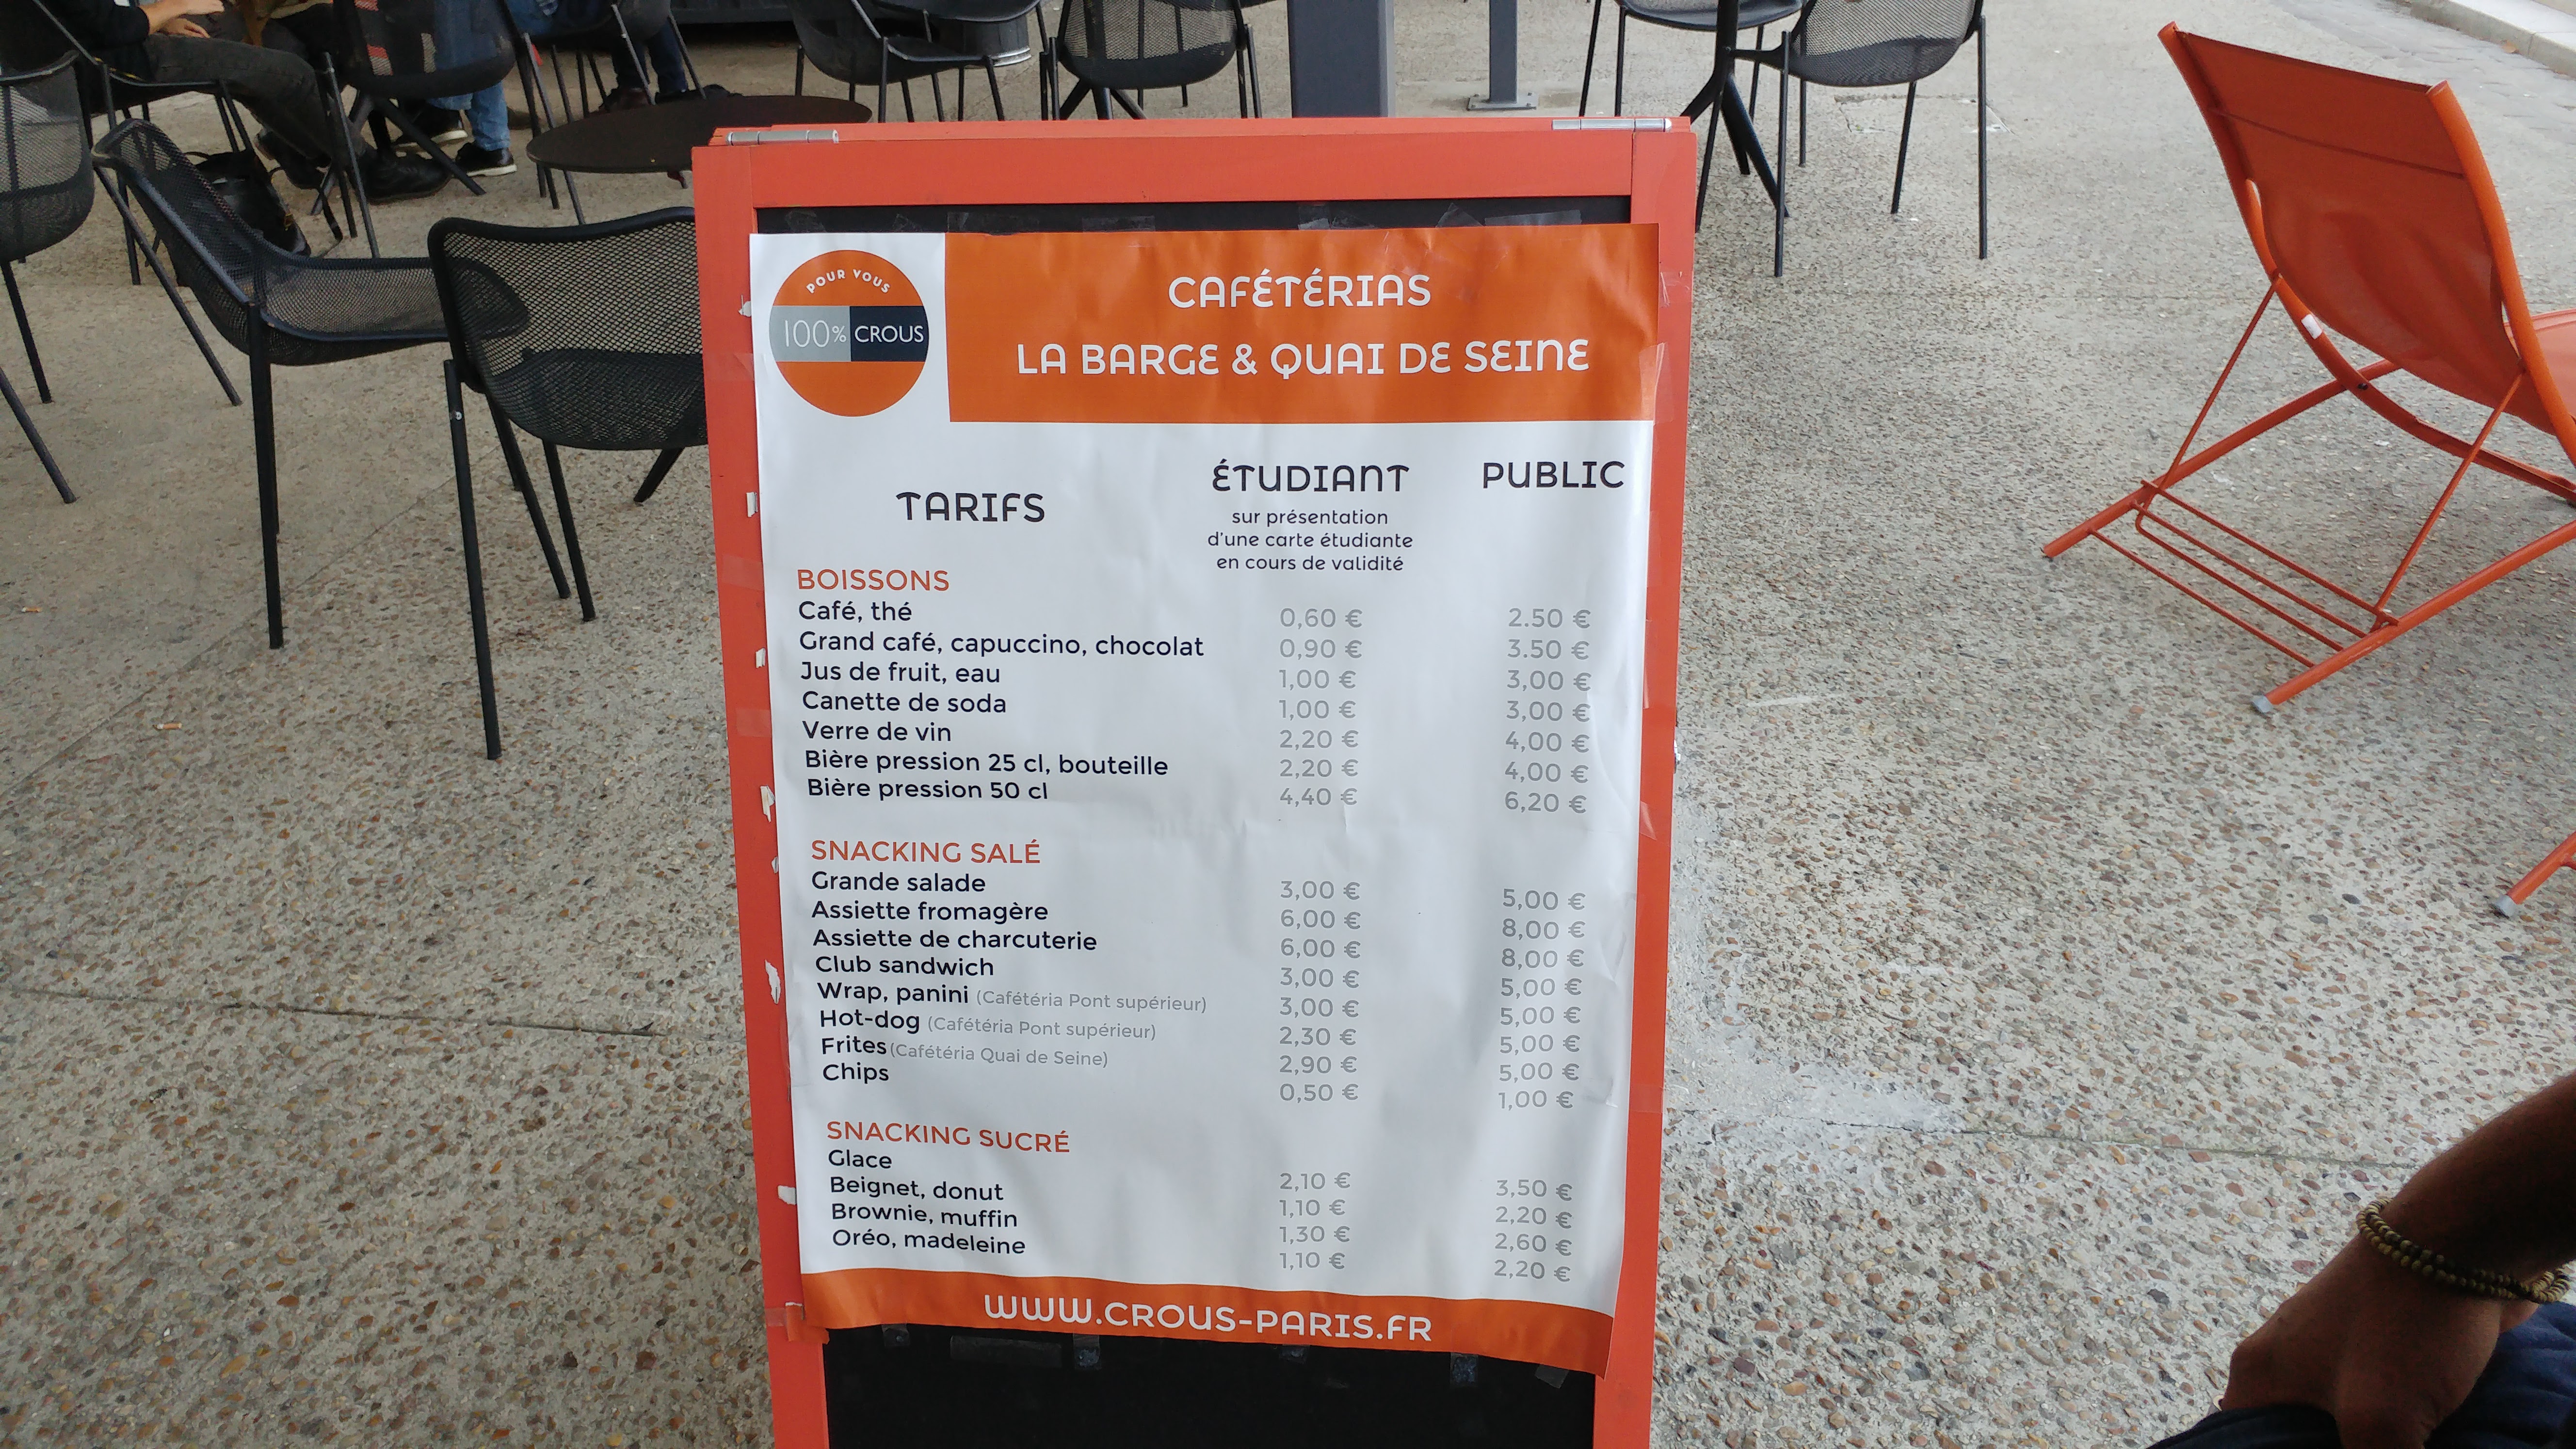 POUR VOUS
100% CROUS
CAFÉTÉRIAS
LA BARGE & QUAI DE SEINE
TARIFS
ÉTUDIANT
sur présentation
d'une carte étudiante
en cours de validité
PUBLIC
BOISSONS
Café, thé 0,60 € 2.50 €
Grand café, capuccino, chocolat 0,90 € 3.50 €
Jus de fruit, eau 1,00 € 3,00 €
Canette de soda 1,00 € 3,00 €
Verre de vin 2,20 € 4,00 €
Bière pression 25 cl, bouteille 2,20 € 4,00 €
Bière pression 50 cl 4,40 € 6,20 €
SNACKING SALÉ
Grande salade 3,00 € 5,00 €
Assiette fromagère 6,00 € 8,00 €
Assiette de charcuterie 6,00 € 8,00 €
Club sandwich 3,00 € 5,00 €
Wrap, panini (Cafétéria Pont supérieur) 3,00 € 5,00 €
Hot-dog (Cafétéria Pont supérieur) 2,30 € 5,00 €
Frites (Cafétéria Quai de Seine) 2,90 € 5,00 €
Chips 0,50 € 1,00 €
SNACKING SUCRÉ
Glace 2,10 € 3,50 €
Beignet, donut 1,10 € 2,20 €
Brownie, muffin 1,30 € 2,60 €
Oréo, madeleine 1,10 € 2,20 €
WWW.CROUS-PARIS.FR